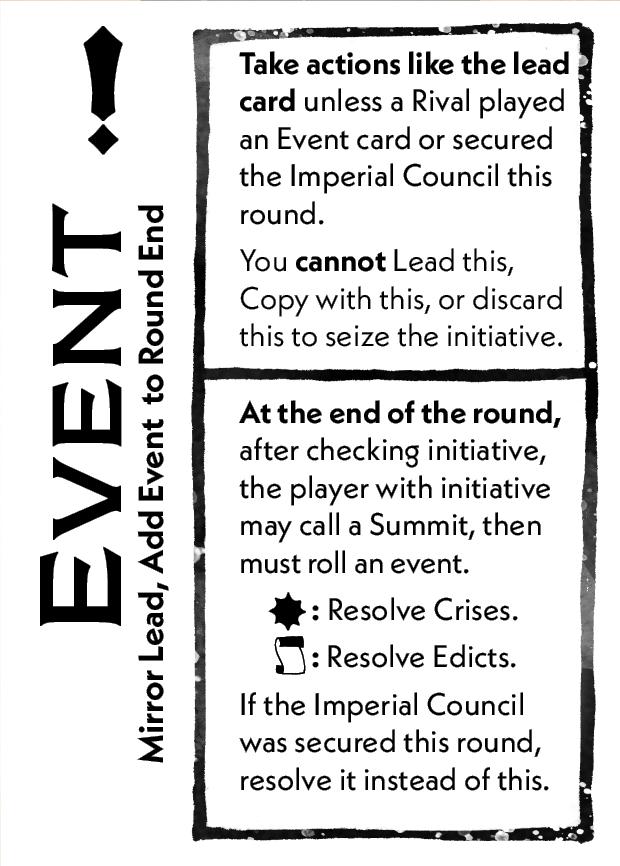 EVENT
Mirror Lead, Add Event to Round End
Take actions like the lead
card unless a Rival played
an Event card or secured
the Imperial Council this
round.
You cannot Lead this,
Copy with this, or discard
this to seize the initiative.
At the end of the round,
after checking initiative,
the player with initiative
may call a Summit, then
must roll an event.
: Resolve Crises.
: Resolve Edicts.
If the Imperial Council
was secured this round,
resolve it instead of this.